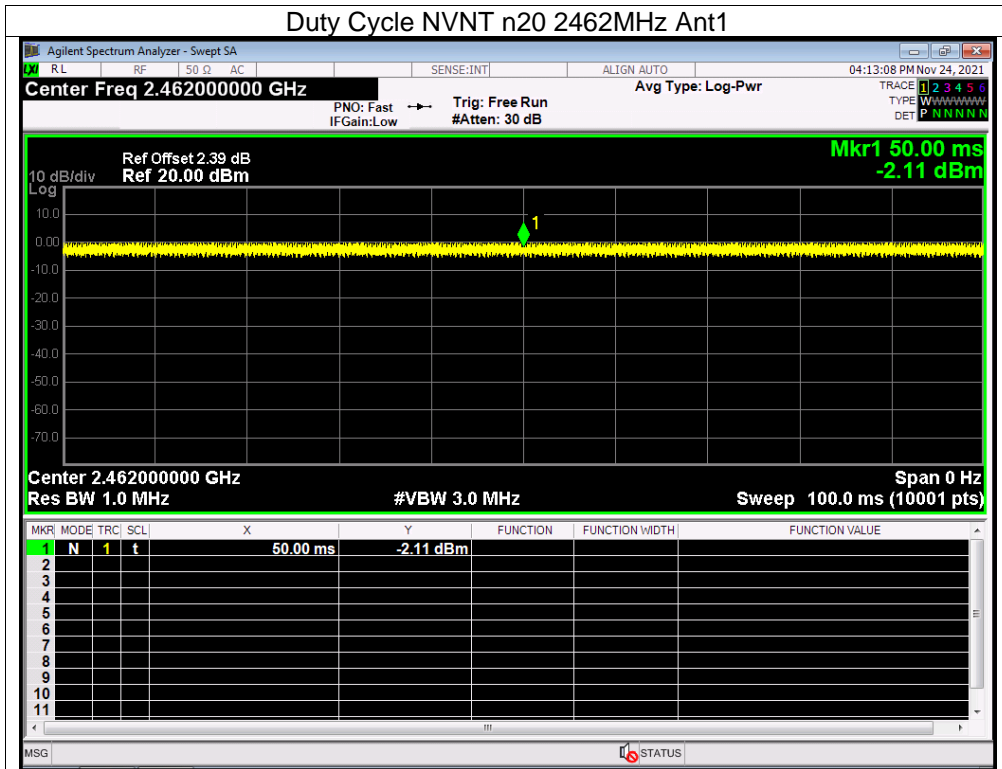 Duty Cycle NVNT n20 2462MHz Ant1
Agilent Spectrum Analyzer - Swept SA
LXI RL RF 50 Ω AC SENSE:INT ALIGN AUTO 04:13:08 PM Nov 24, 2021
Center Freq 2.462000000 GHz Avg Type: Log-Pwr TRACE 1 2 3 4 5 6
PNO: Fast Trig: Free Run TYPE WWWWWW
IFGain:Low #Atten: 30 dB DET P N N N N N
Mkr1 50.00 ms
Ref Offset 2.39 dB
10 dB/div Ref 20.00 dBm -2.11 dBm
Log
10.0
1
0.00
-10.0
-20.0
-30.0
-40.0
-50.0
-60.0
-70.0
Center 2.462000000 GHz Span 0 Hz
Res BW 1.0 MHz #VBW 3.0 MHz Sweep 100.0 ms (10001 pts)
MKR MODE TRC SCL X Y FUNCTION FUNCTION WIDTH FUNCTION VALUE
1 N 1 t 50.00 ms -2.11 dBm
2
3
4
5
6
7
8
9
10
11
MSG STATUS